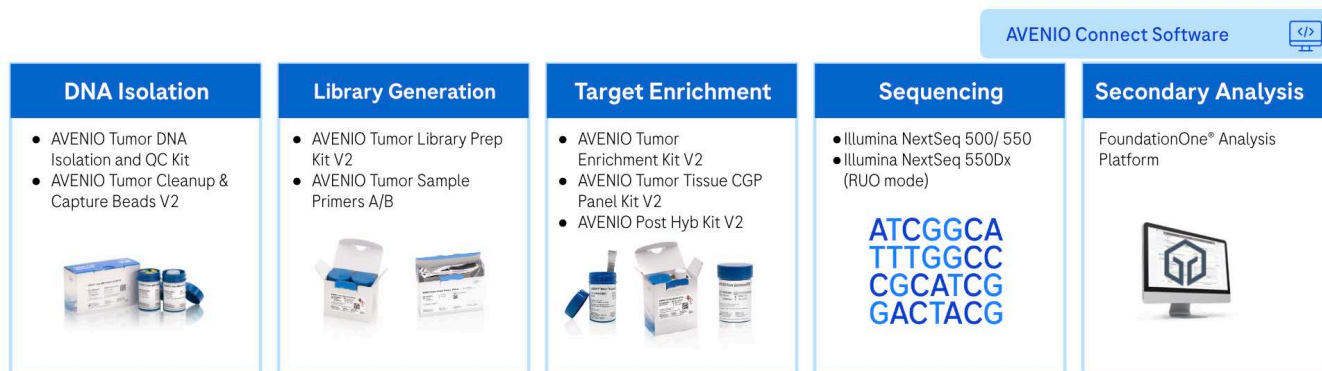 AVENIO Connect Software
DNA Isolation
● AVENIO Tumor DNA
Isolation and QC Kit
● AVENIO Tumor Cleanup &
Capture Beads V2
Library Generation
● AVENIO Tumor Library Prep
Kit V2
● AVENIO Tumor Sample
Primers A/B
Target Enrichment
● AVENIO Tumor
Enrichment Kit V2
● AVENIO Tumor Tissue CGP
Panel Kit V2
● AVENIO Post Hyb Kit V2
Sequencing
● Illumina NextSeq 500/ 550
● Illumina NextSeq 550Dx
(RUO mode)
ATCGGCA
TTTGGCC
CGCATCG
GACTACG
Secondary Analysis
FoundationOne® Analysis
Platform